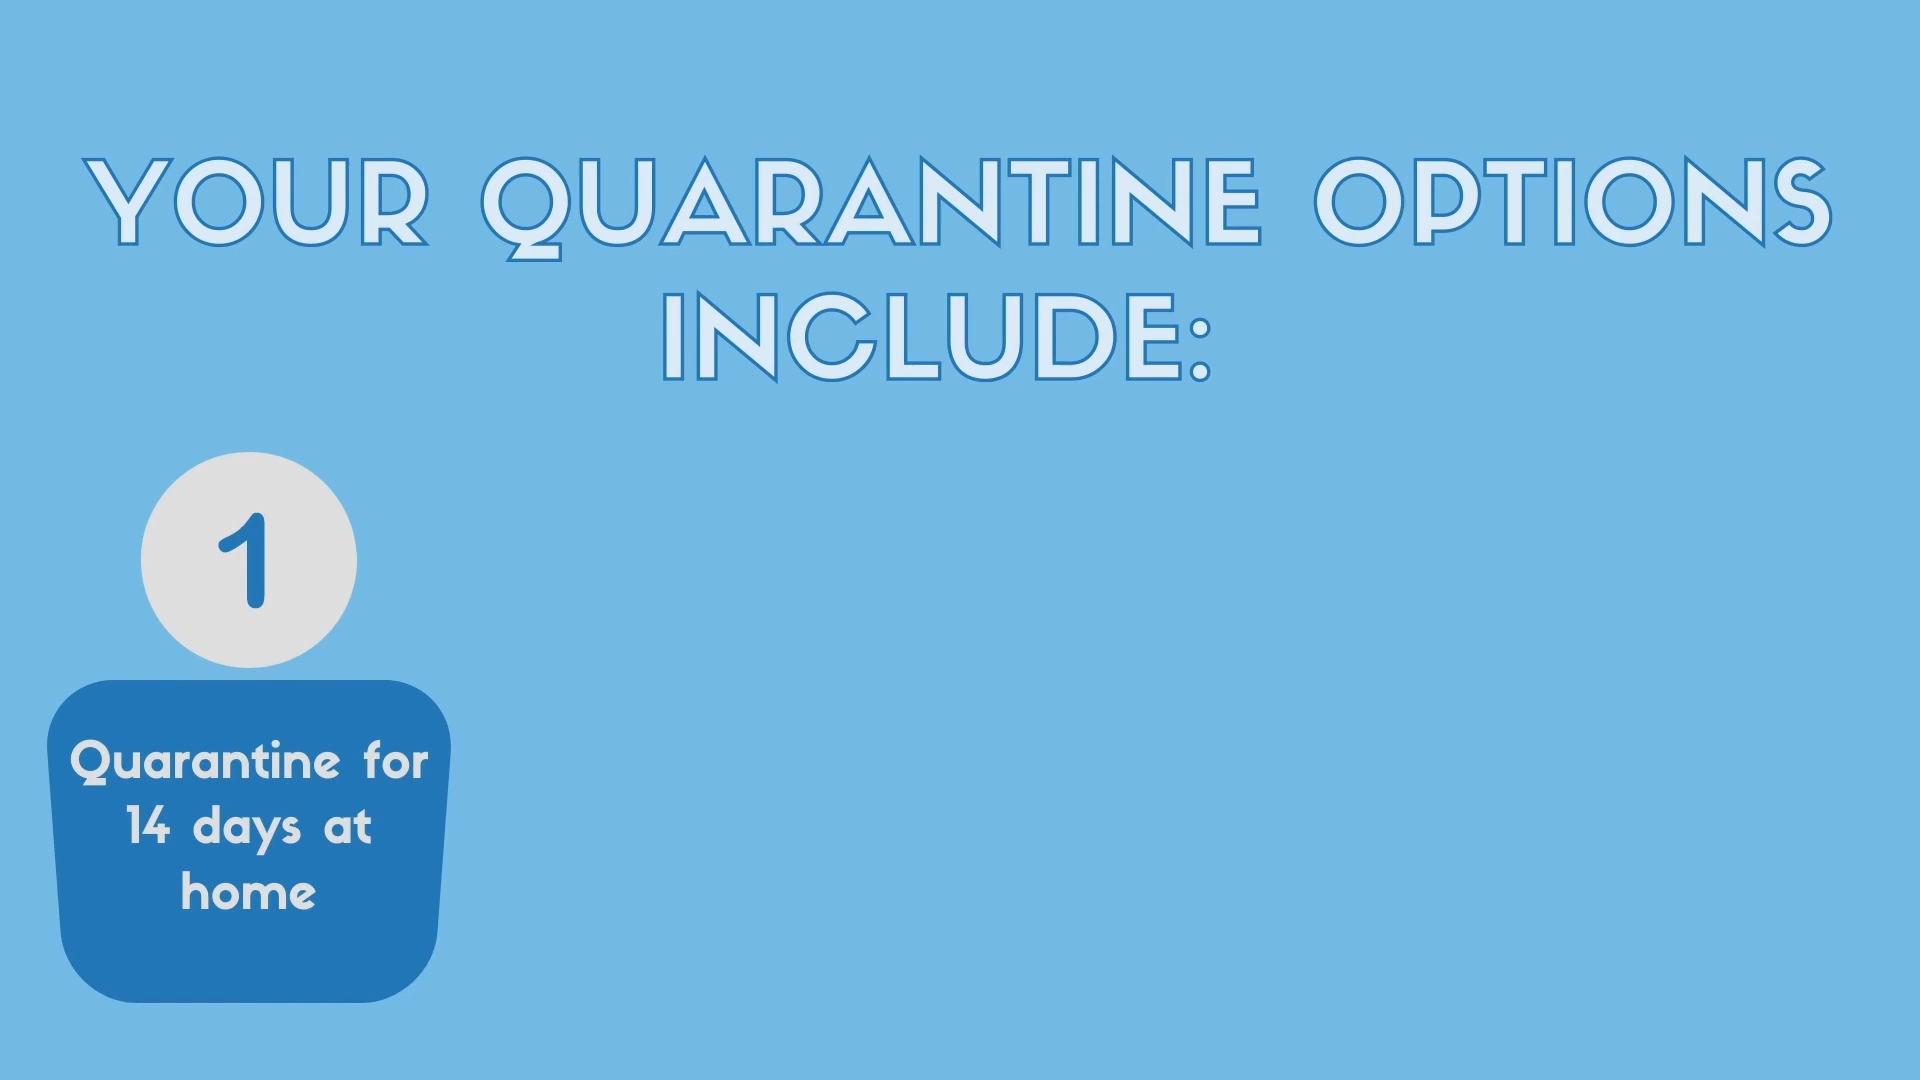 YOUR QUARANTINE OPTIONS
INCLUDE:
1
Quarantine for
14 days at
home